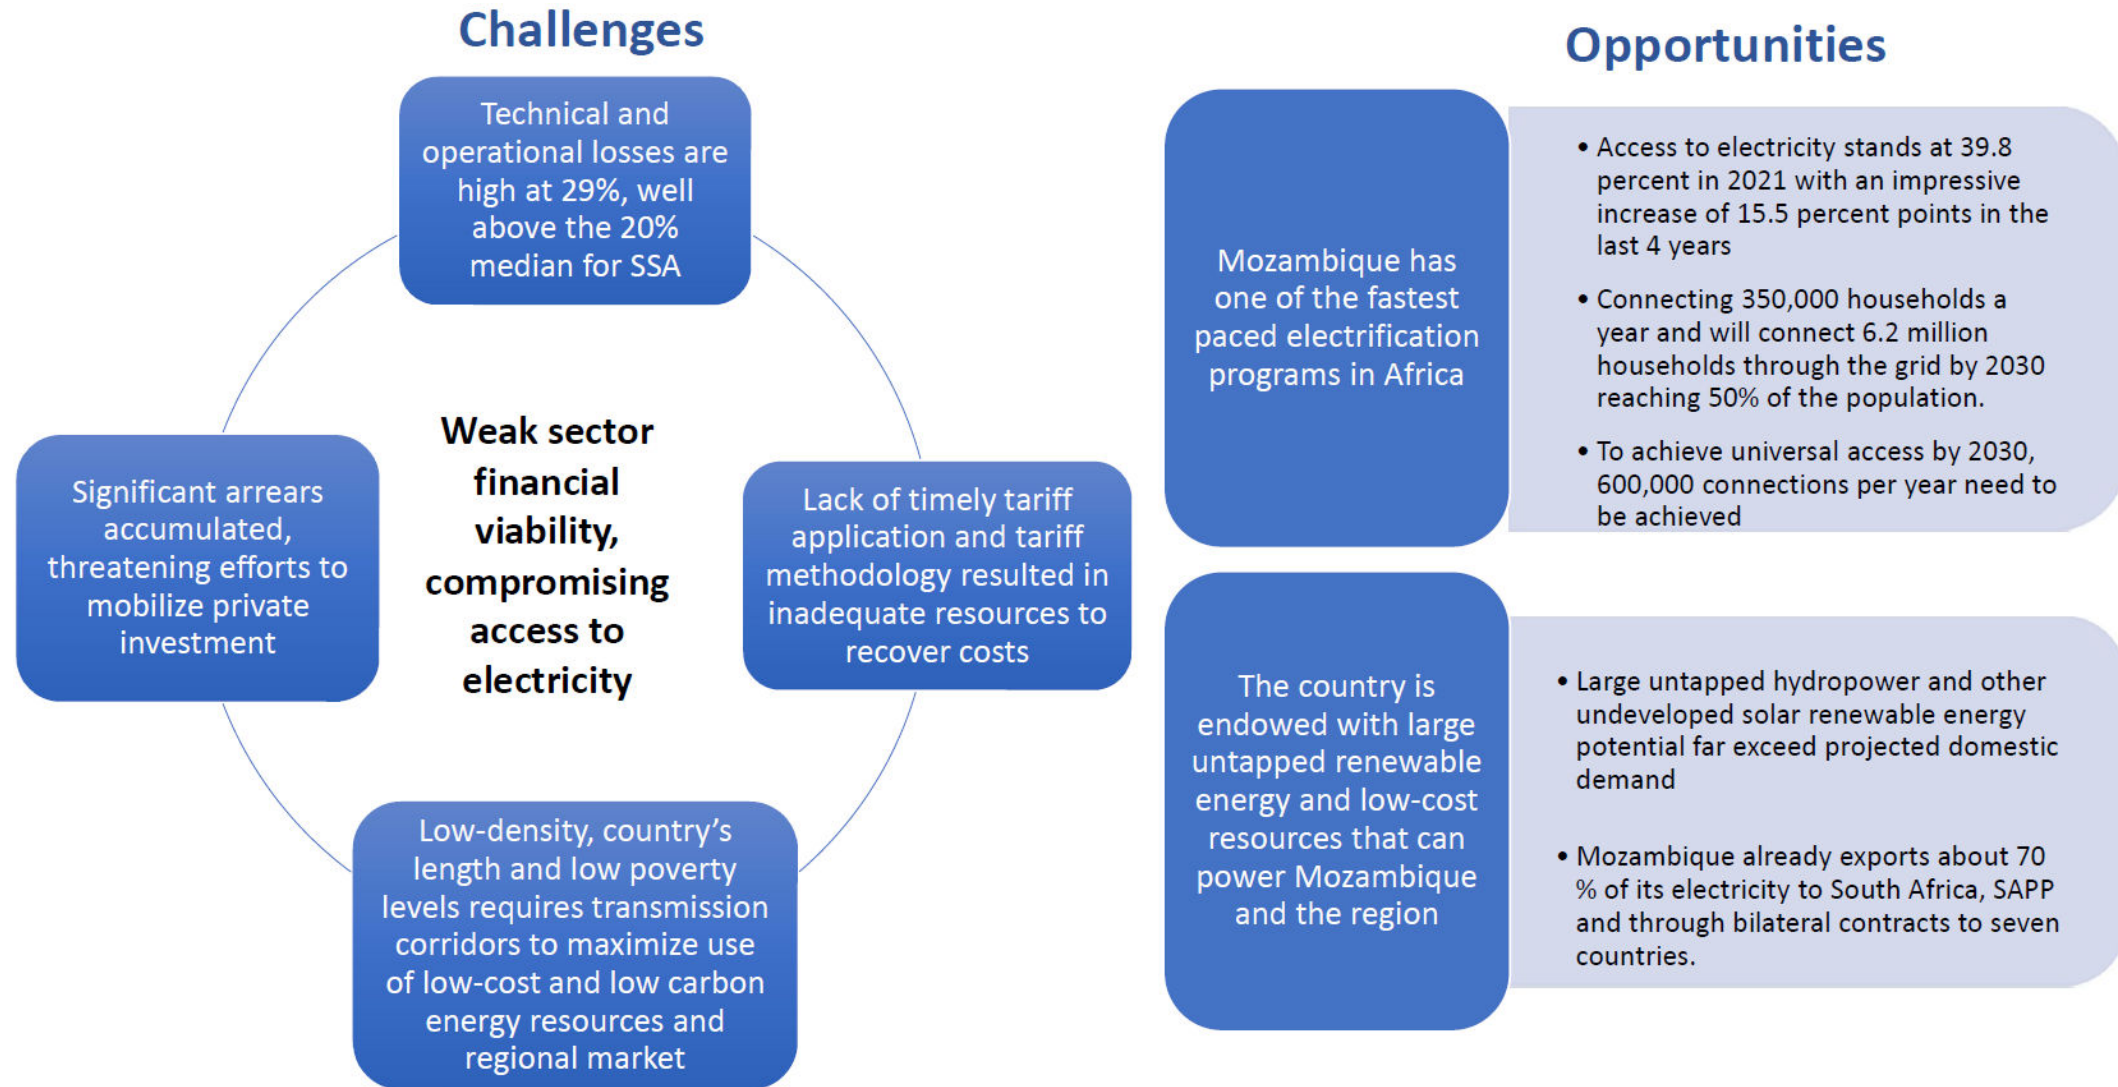 Challenges
Technical and
operational losses are
high at 29%, well
above the 20%
median for SSA
Significant arrears
accumulated,
threatening efforts to
mobilize private
investment
Weak sector
financial
viability,
compromising
access to
electricity
Lack of timely tariff
application and tariff
methodology resulted in
inadequate resources to
recover costs
Low-density, country’s
length and low poverty
levels requires transmission
corridors to maximize use
of low-cost and low carbon
energy resources and
regional market
Opportunities
Mozambique has
one of the fastest
paced electrification
programs in Africa
• Access to electricity stands at 39.8
percent in 2021 with an impressive
increase of 15.5 percent points in the
last 4 years
• Connecting 350,000 households a
year and will connect 6.2 million
households through the grid by 2030
reaching 50% of the population.
• To achieve universal access by 2030,
600,000 connections per year need to
be achieved
The country is
endowed with large
untapped renewable
energy and low-cost
resources that can
power Mozambique
and the region
• Large untapped hydropower and other
undeveloped solar renewable energy
potential far exceed projected domestic
demand
• Mozambique already exports about 70
% of its electricity to South Africa, SAPP
and through bilateral contracts to seven
countries.